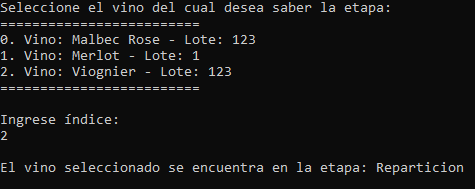 Seleccione el vino del cual desea saber la etapa:
=========================
0. Vino: Malbec Rose - Lote: 123
1. Vino: Merlot - Lote: 1
2. Vino: Viognier - Lote: 123
=========================
Ingrese índice:
2
El vino seleccionado se encuentra en la etapa: Reparticion